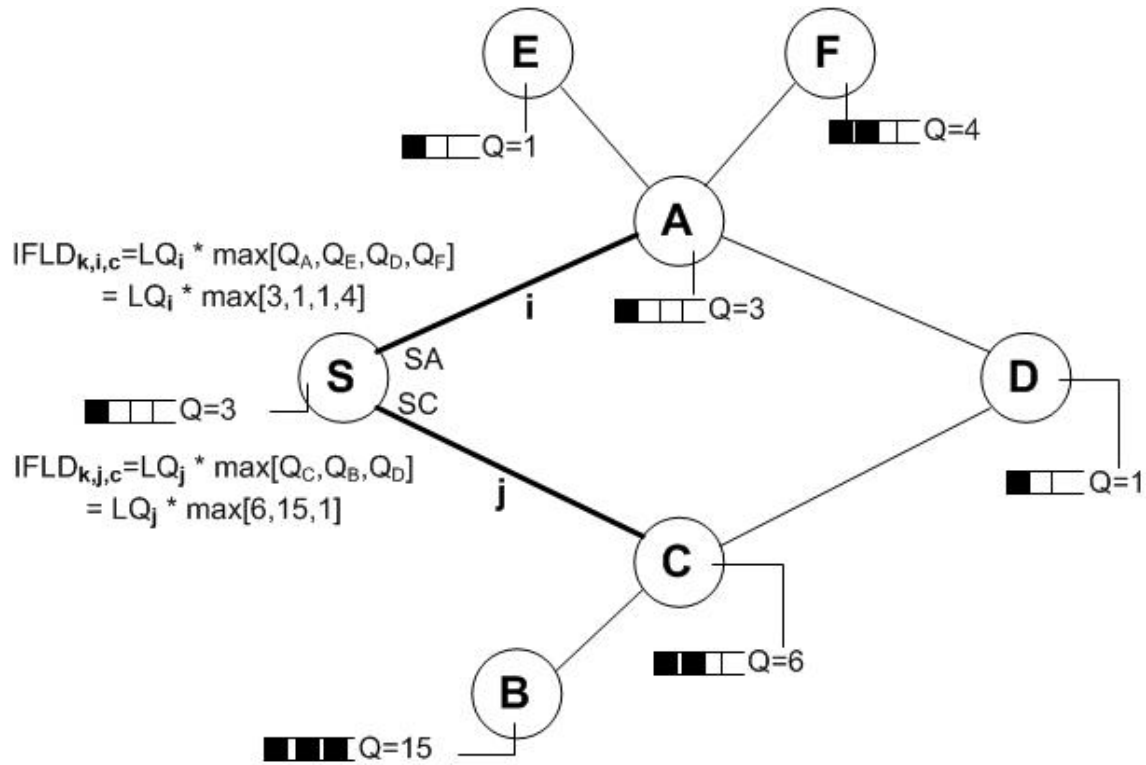 E
F
Q=1
Q=4
A
IFLDk,i,c=LQi * max[QA,QE,QD,QF]
= LQi * max[3,1,1,4]
i
Q=3
S
SA
D
SC
Q=3
IFLDk,j,c=LQj * max[QC,QB,QD]
= LQj * max[6,15,1]
j
Q=1
C
Q=6
B
Q=15